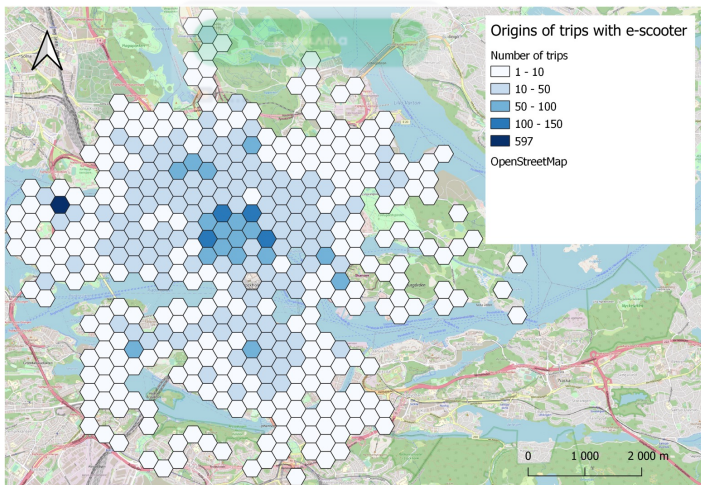 Origins of trips with e-scooter
Number of trips
1 - 10
10 - 50
50 - 100
100 - 150
597
OpenStreetMap
0 1 000 2 000 m